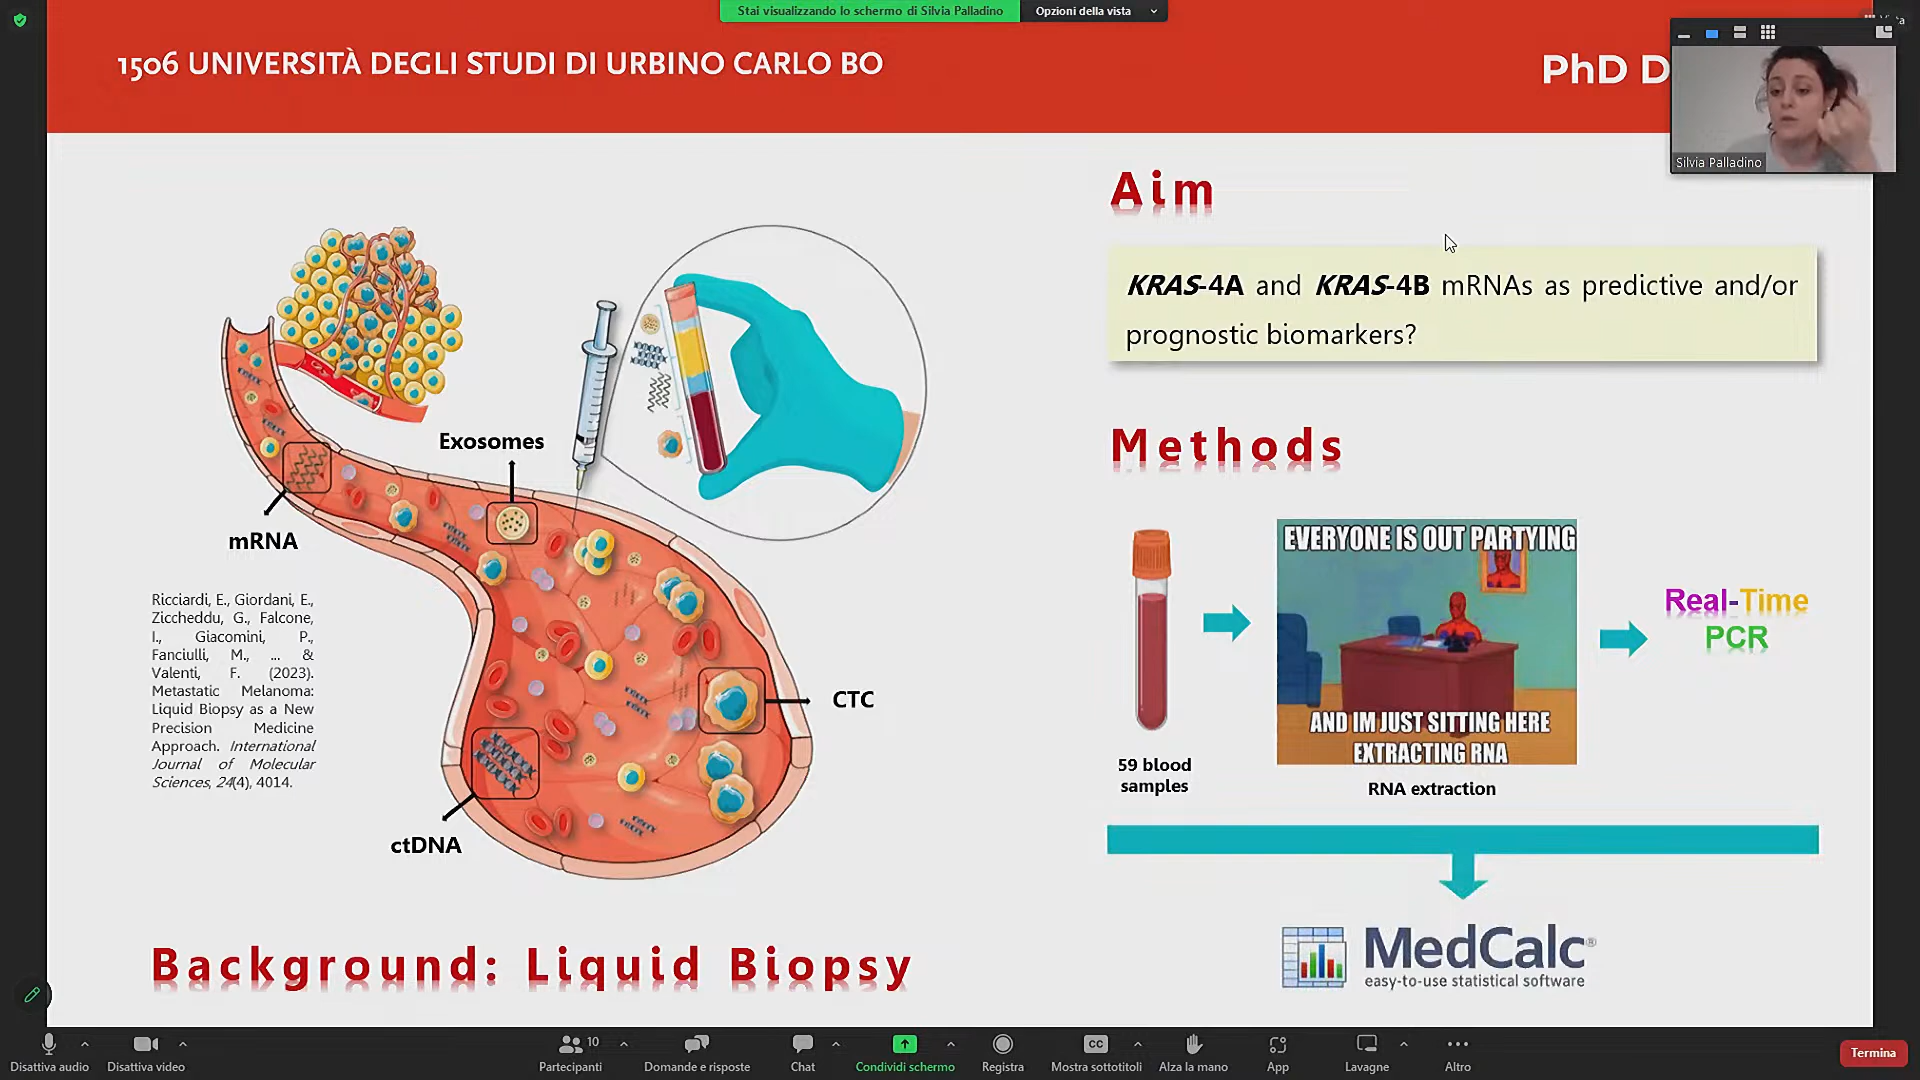 Stai visualizzando lo schermo di Silvia Palladino
Opzioni della vista
1506 UNIVERSITÀ DEGLI STUDI DI URBINO CARLO BO
PhD D
Silvia Palladino
Aim
KRAS-4A and KRAS-4B mRNAs as predictive and/or
prognostic biomarkers?
Exosomes
mRNA
Ricciardi, E., Giordani, E.,
Ziccheddu, G., Falcone,
I., Giacomini, P.,
Fanciulli, M., ... &
Valenti, F. (2023).
Metastatic Melanoma:
Liquid Biopsy as a New
Precision Medicine
Approach. International
Journal of Molecular
Sciences, 24(4), 4014.
CTC
ctDNA
Background: Liquid Biopsy
Methods
EVERYONE IS OUT PARTYING
AND IM JUST SITTING HERE
EXTRACTING RNA
Real-Time
PCR
59 blood
samples
RNA extraction
MedCalc®
easy-to-use statistical software
Disattiva audio
Disattiva video
10
Partecipanti
Domande e risposte
Chat
Condividi schermo
Registra
CC
Mostra sottotitoli
Alza la mano
App
Lavagne
Altro
Termina